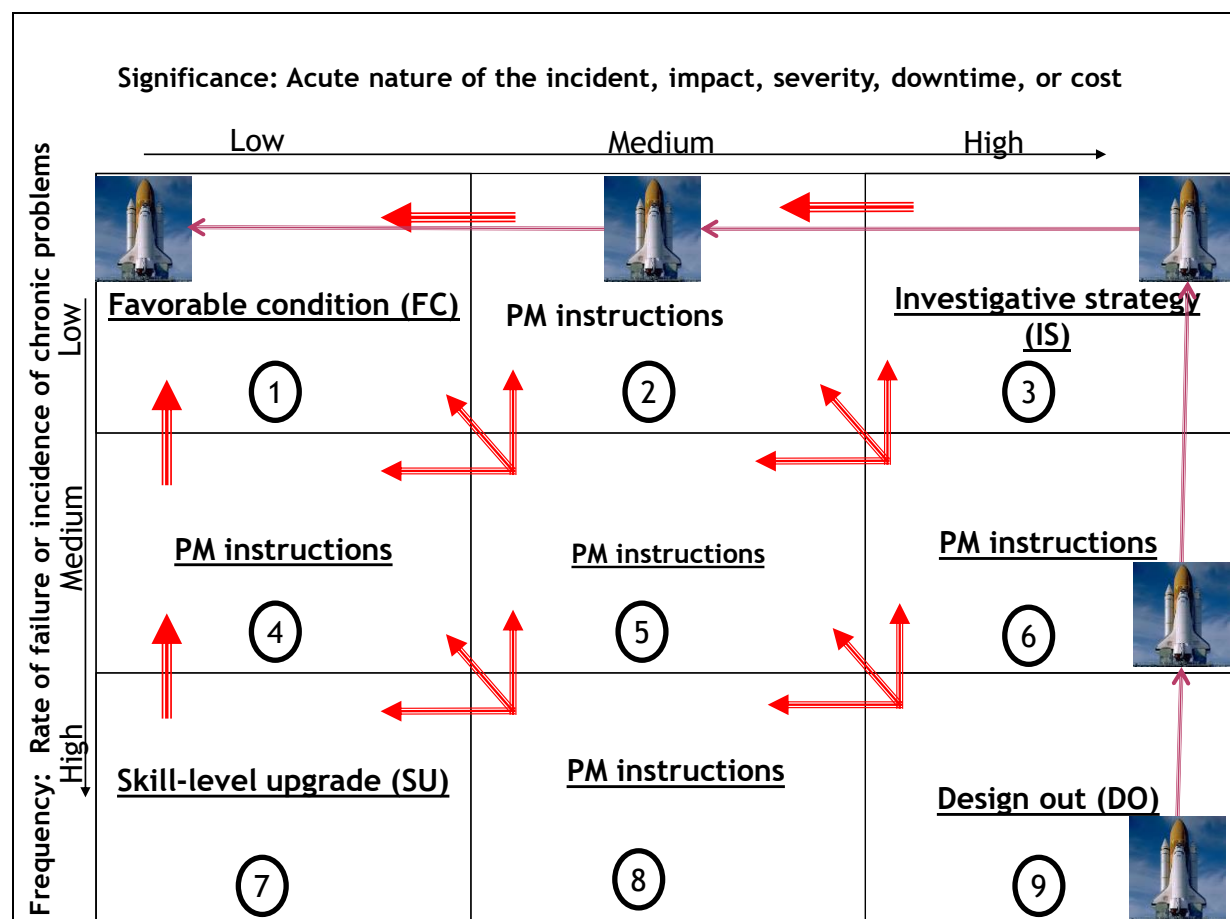 Significance: Acute nature of the incident, impact, severity, downtime, or cost
Low
Medium
High
Frequency: Rate of failure or incidence of chronic problems
Low
Medium
High
Favorable condition (FC)
1
PM instructions
2
Investigative strategy
(IS)
3
PM instructions
4
PM instructions
5
PM instructions
6
Skill-level upgrade (SU)
7
PM instructions
8
Design out (DO)
9